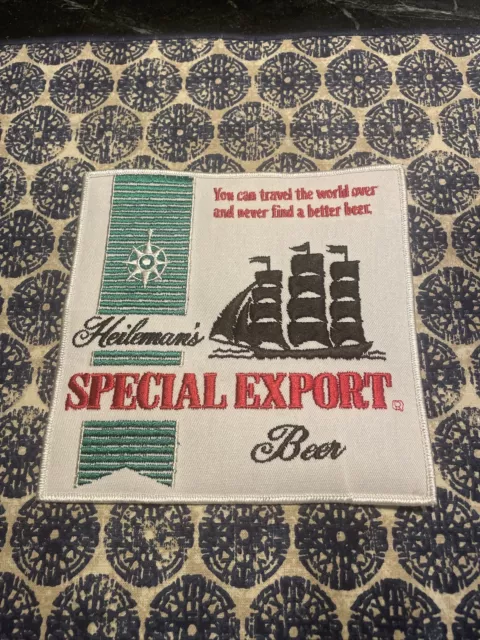 You can travel the world over
and never find a better beer.
Heileman's
SPECIAL EXPORT®
Beer